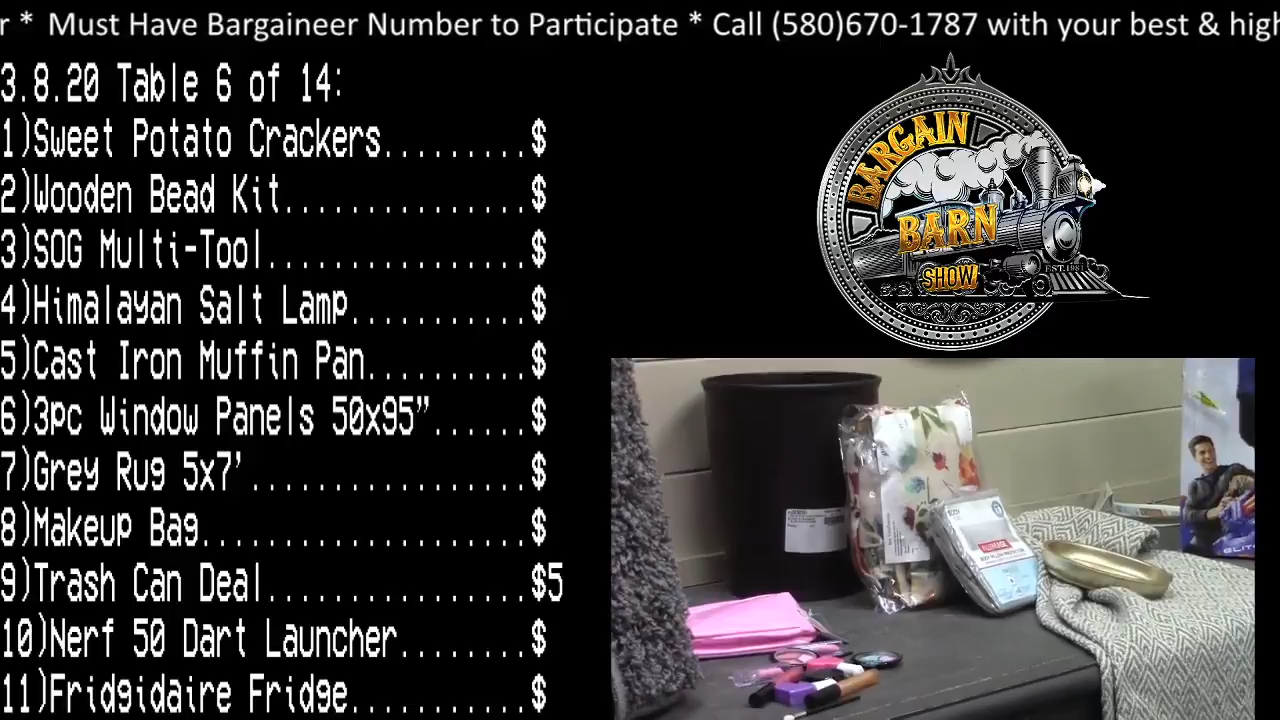 r * Must Have Bargaineer Number to Participate * Call (580)670-1787 with your best & high
3.8.20 Table 6 of 14:
1)Sweet Potato Crackers.........$
2)Wooden Bead Kit...............$
3)SOG Multi-Tool................$
4)Himalayan Salt Lamp...........$
5)Cast Iron Muffin Pan..........$
6)3pc Window Panels 50x95”......$
7)Grey Rug 5x7'.................$
8)Makeup Bag....................$
9)Trash Can Deal................$5
10)Nerf 50 Dart Launcher........$
11)Fridgidaire Fridge...........$
BARGAIN
BARN
SHOW
ELIT